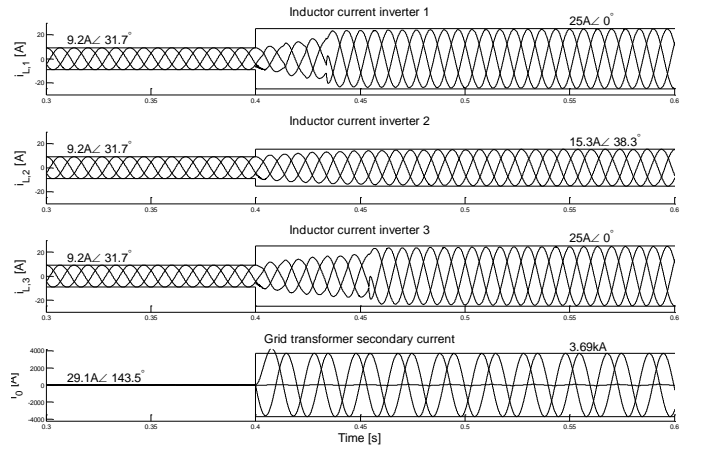 Inductor current inverter 1
9.2A∠ 31.7°
25A∠ 0°
i_L,1 [A]
20
0
-20
0.3 0.35 0.4 0.45 0.5 0.55 0.6
Inductor current inverter 2
9.2A∠ 31.7°
15.3A∠ 38.3°
i_L,2 [A]
20
0
-20
0.3 0.35 0.4 0.45 0.5 0.55 0.6
Inductor current inverter 3
9.2A∠ 31.7°
25A∠ 0°
i_L,3 [A]
20
0
-20
0.3 0.35 0.4 0.45 0.5 0.55 0.6
Grid transformer secondary current
29.1A∠ 143.5°
3.69kA
4000
2000
0
-2000
-4000
0.3 0.35 0.4 0.45 0.5 0.55 0.6
Time [s]